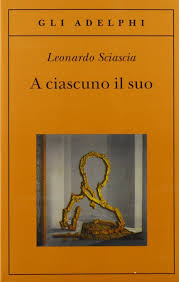 GLI ADELPHI
Leonardo Sciascia
A ciascuno il suo